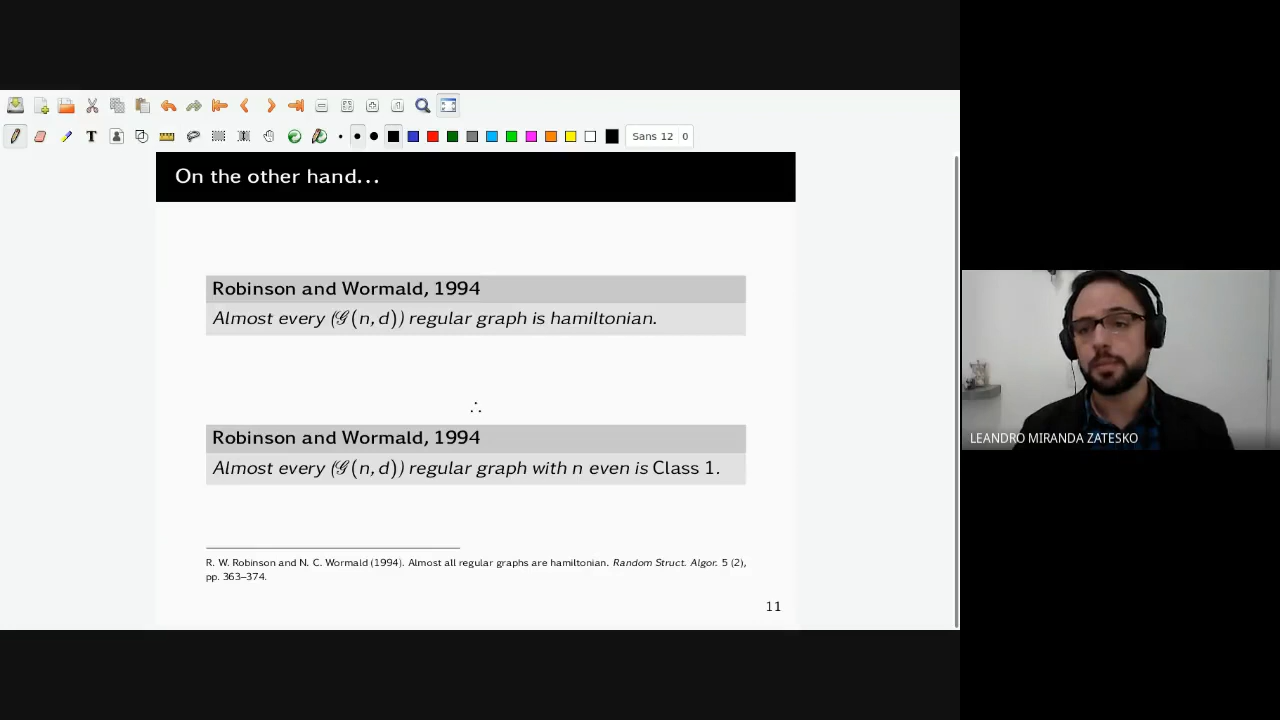 Sans 12 0
On the other hand...
Robinson and Wormald, 1994
Almost every (𝒢(n, d)) regular graph is hamiltonian.
∴
Robinson and Wormald, 1994
Almost every (𝒢(n, d)) regular graph with n even is Class 1.
R. W. Robinson and N. C. Wormald (1994). Almost all regular graphs are hamiltonian. Random Struct. Algor. 5 (2),
pp. 363–374.
11
LEANDRO MIRANDA ZATESKO